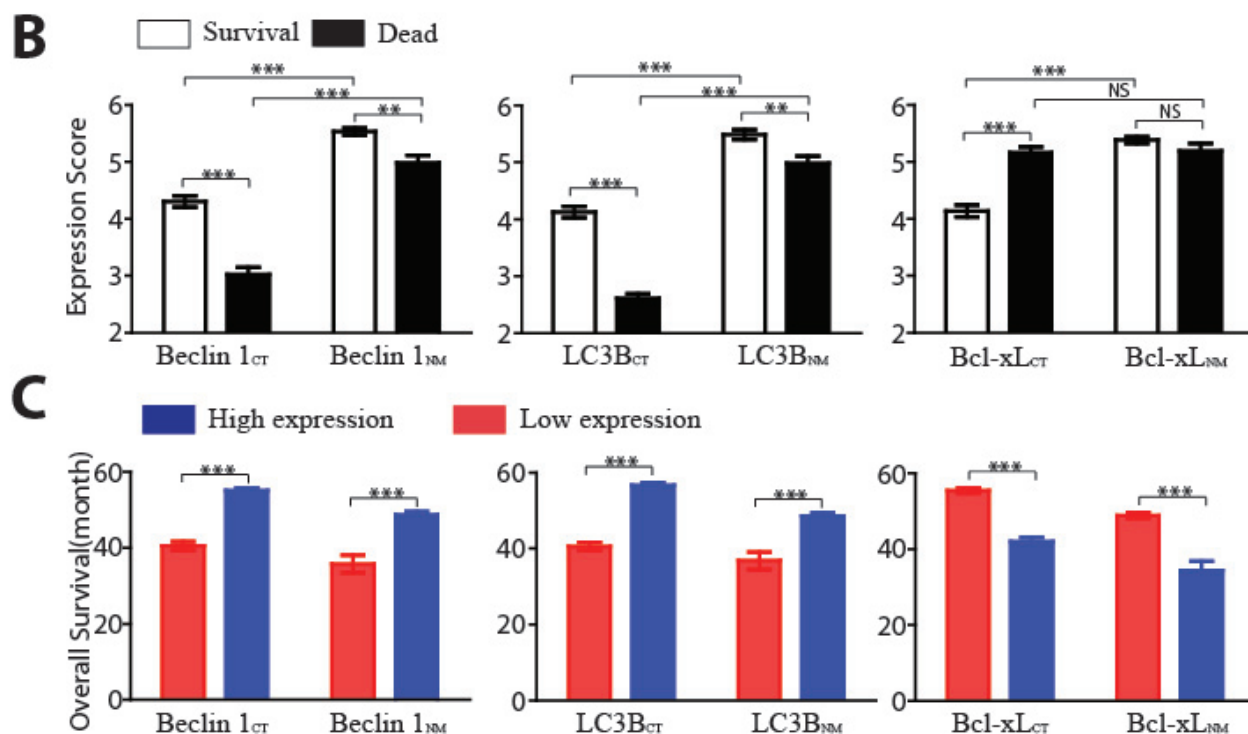 B
Survival Dead
*** *** ***
*** *** NS
** ** NS
*** *** ***
Expression Score
6 6 6
5 5 5
4 4 4
3 3 3
2 2 2
Beclin 1CT Beclin 1NM LC3BCT LC3BNM Bcl-xLCT Bcl-xLNM
C
High expression Low expression
*** *** *** *** *** ***
Overall Survival(month)
60 60 60
40 40 40
20 20 20
0 0 0
Beclin 1CT Beclin 1NM LC3BCT LC3BNM Bcl-xLCT Bcl-xLNM